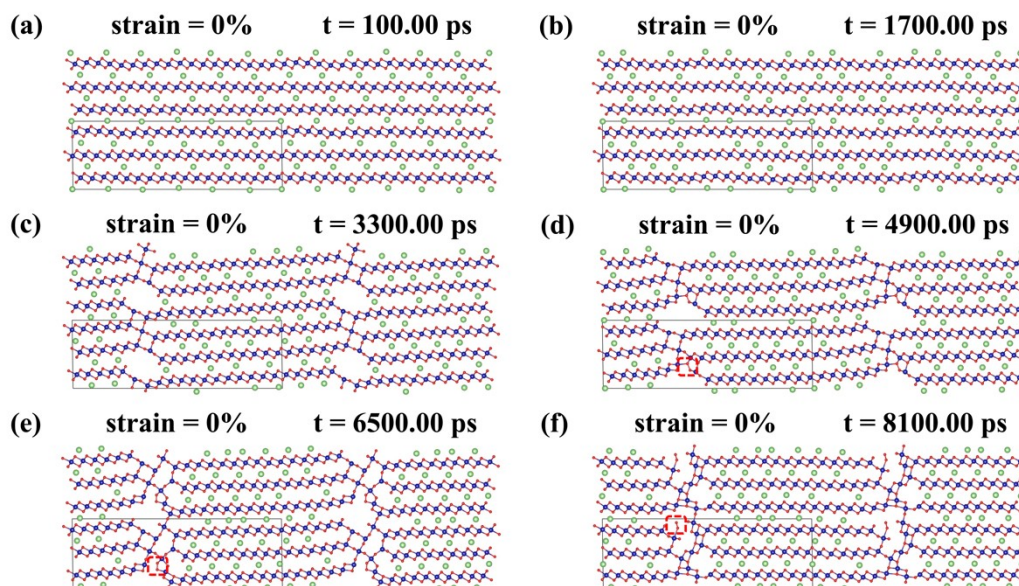 (a) strain = 0% t = 100.00 ps
(b) strain = 0% t = 1700.00 ps
(c) strain = 0% t = 3300.00 ps
(d) strain = 0% t = 4900.00 ps
(e) strain = 0% t = 6500.00 ps
(f) strain = 0% t = 8100.00 ps